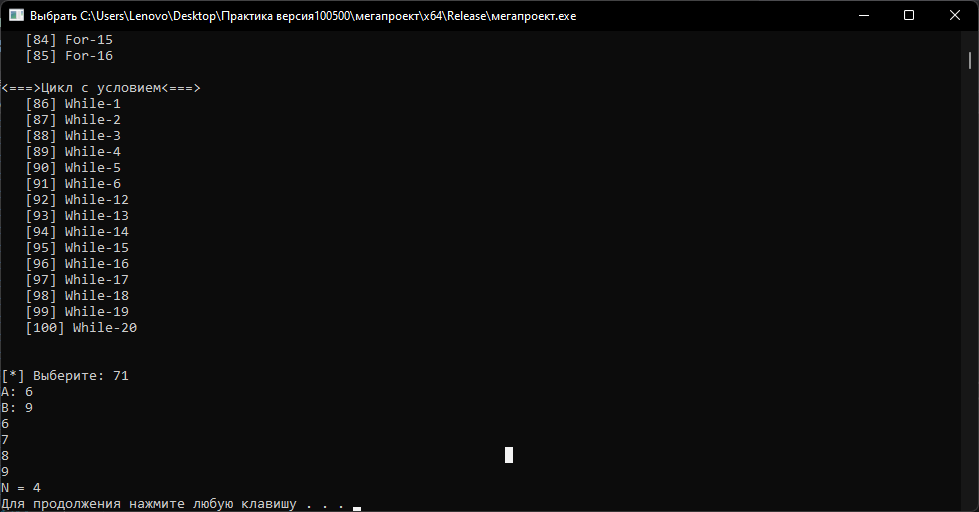 Выбрать C:\Users\Lenovo\Desktop\Практика версия100500\мегапроект\x64\Release\мегапроект.exe
[84] For-15
[85] For-16
<===>Цикл с условием<===>
[86] While-1
[87] While-2
[88] While-3
[89] While-4
[90] While-5
[91] While-6
[92] While-12
[93] While-13
[94] While-14
[95] While-15
[96] While-16
[97] While-17
[98] While-18
[99] While-19
[100] While-20
[*] Выберите: 71
A: 6
B: 9
6
7
8
9
N = 4
Для продолжения нажмите любую клавишу . . .